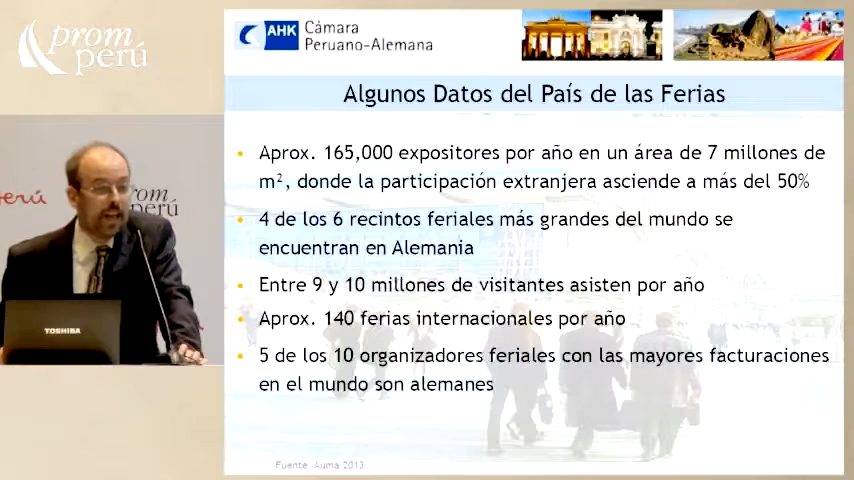 prom
perú
AHK
Cámara
Peruano-Alemana
Algunos Datos del País de las Ferias
Aprox. 165,000 expositores por año en un área de 7 millones de
m², donde la participación extranjera asciende a más del 50%
4 de los 6 recintos feriales más grandes del mundo se
encuentran en Alemania
Entre 9 y 10 millones de visitantes asisten por año
Aprox. 140 ferias internacionales por año
5 de los 10 organizadores feriales con las mayores facturaciones
en el mundo son alemanes
Fuente Auma 2013
perú
TOSHIBA